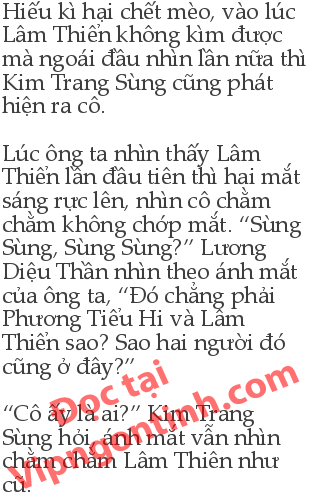 Hiếu kì hại chết mèo, vào lúc
Lâm Thiển không kìm được
mà ngoái đầu nhìn lần nữa thì
Kim Trang Sùng cũng phát
hiện ra cô.
Lúc ông ta nhìn thấy Lâm
Thiển lần đầu tiên thì hai mắt
sáng rực lên, nhìn cô chằm
chằm không chớp mắt. “Sùng
Sùng, Sùng Sùng?” Lương
Diệu Thần nhìn theo ánh mắt
của ông ta, “Đó chẳng phải
Phương Tiểu Hi và Lâm
Thiển sao? Sao hai người đó
cũng ở đây?”
“Cô ấy là ai?” Kim Trang
Sùng hỏi, ánh mắt vẫn nhìn
chằm chằm Lâm Thiên như
cũ.
Đọc tại
Vipngontinh.com